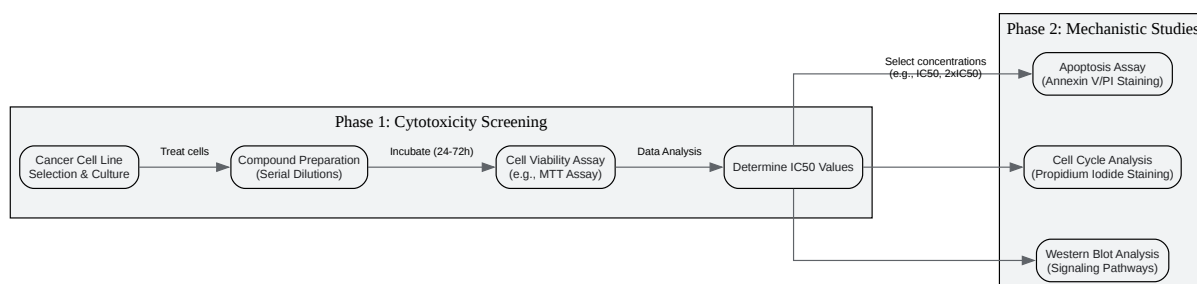 Phase 2: Mechanistic Studies
Select concentrations
(e.g., IC50, 2xIC50)
Apoptosis Assay
(Annexin V/PI Staining)
Phase 1: Cytotoxicity Screening
Cancer Cell Line
Selection & Culture
Treat cells
Compound Preparation
(Serial Dilutions)
Incubate (24-72h)
Cell Viability Assay
(e.g., MTT Assay)
Data Analysis
Determine IC50 Values
Cell Cycle Analysis
(Propidium Iodide Staining)
Western Blot Analysis
(Signaling Pathways)